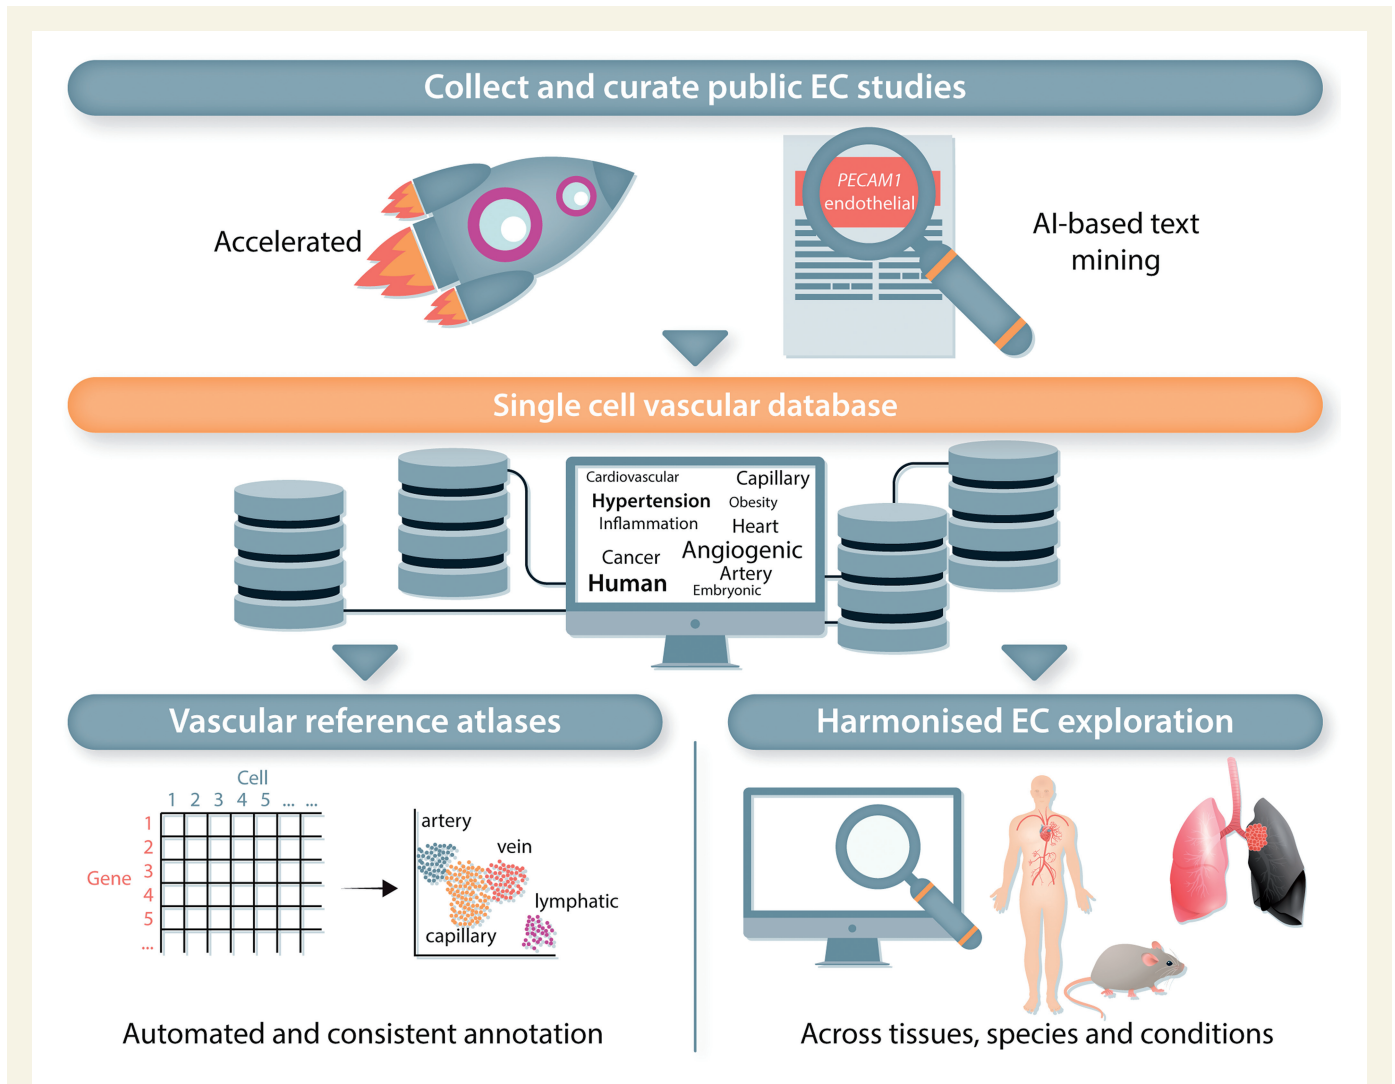 Collect and curate public EC studies
Accelerated
PECAM1
endothelial
AI-based text
mining
Single cell vascular database
Cardiovascular
Capillary
Hypertension
Obesity
Inflammation
Heart
Cancer
Angiogenic
Artery
Human
Embryonic
Vascular reference atlases
Cell
1 2 3 4 5 ... ...
Gene
1
2
3
4
5
...
artery
vein
lymphatic
capillary
Automated and consistent annotation
Harmonised EC exploration
Across tissues, species and conditions